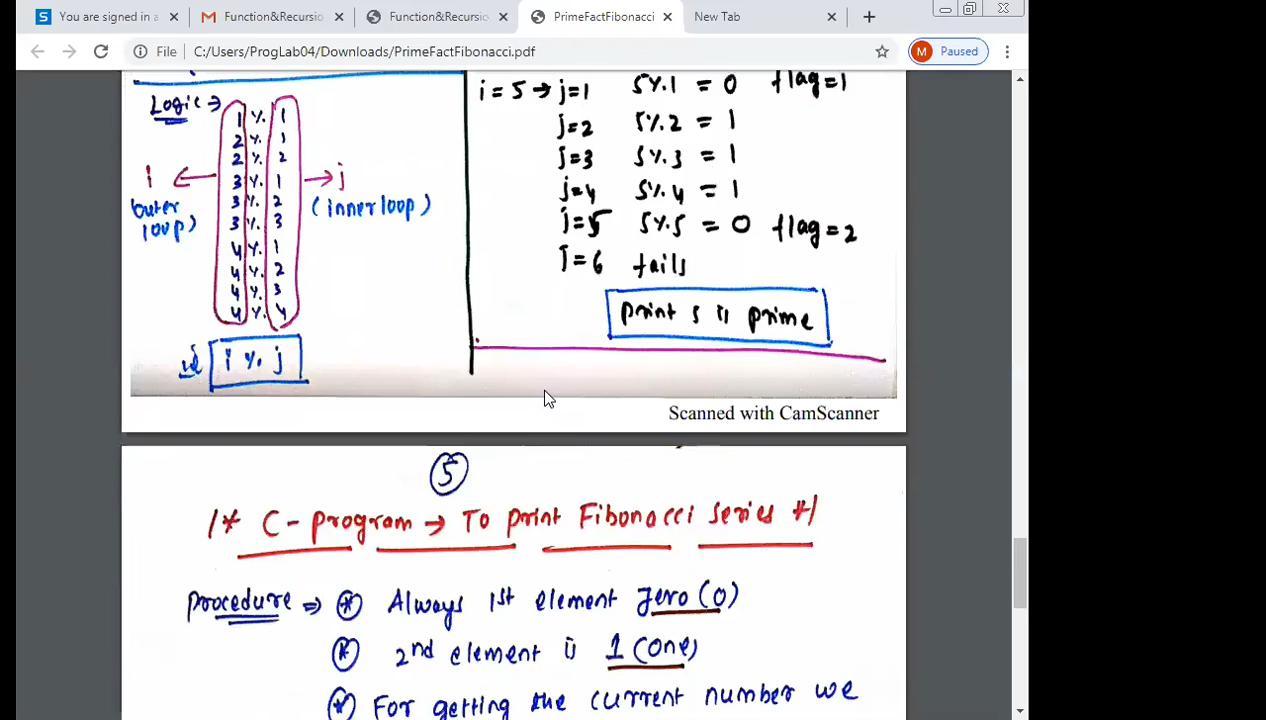 You are signed in a
Function&Recursio
Function&Recursio
PrimeFactFibonacci
New Tab
File
C:/Users/ProgLab04/Downloads/PrimeFactFibonacci.pdf
M
Paused
Logic →
1 %. 1
2 %. 1
2 %. 2
3 %. 1
3 %. 2
3 %. 3
4 %. 1
4 %. 2
4 %. 3
4 %. 4
i
(outer loop)
j
(inner loop)
ie i %. j
i = 5 → j=1 5%.1 = 0 flag=1
j=2 5%.2 = 1
j=3 5%.3 = 1
j=4 5%.4 = 1
j=5 5%.5 = 0 flag=2
j=6 fails
print 5 is prime
Scanned with CamScanner
5
/* C-program → To print Fibonacci series */
procedure ⇒ * Always 1st element zero (0)
* 2nd element is 1 (one)
* For getting the current number we